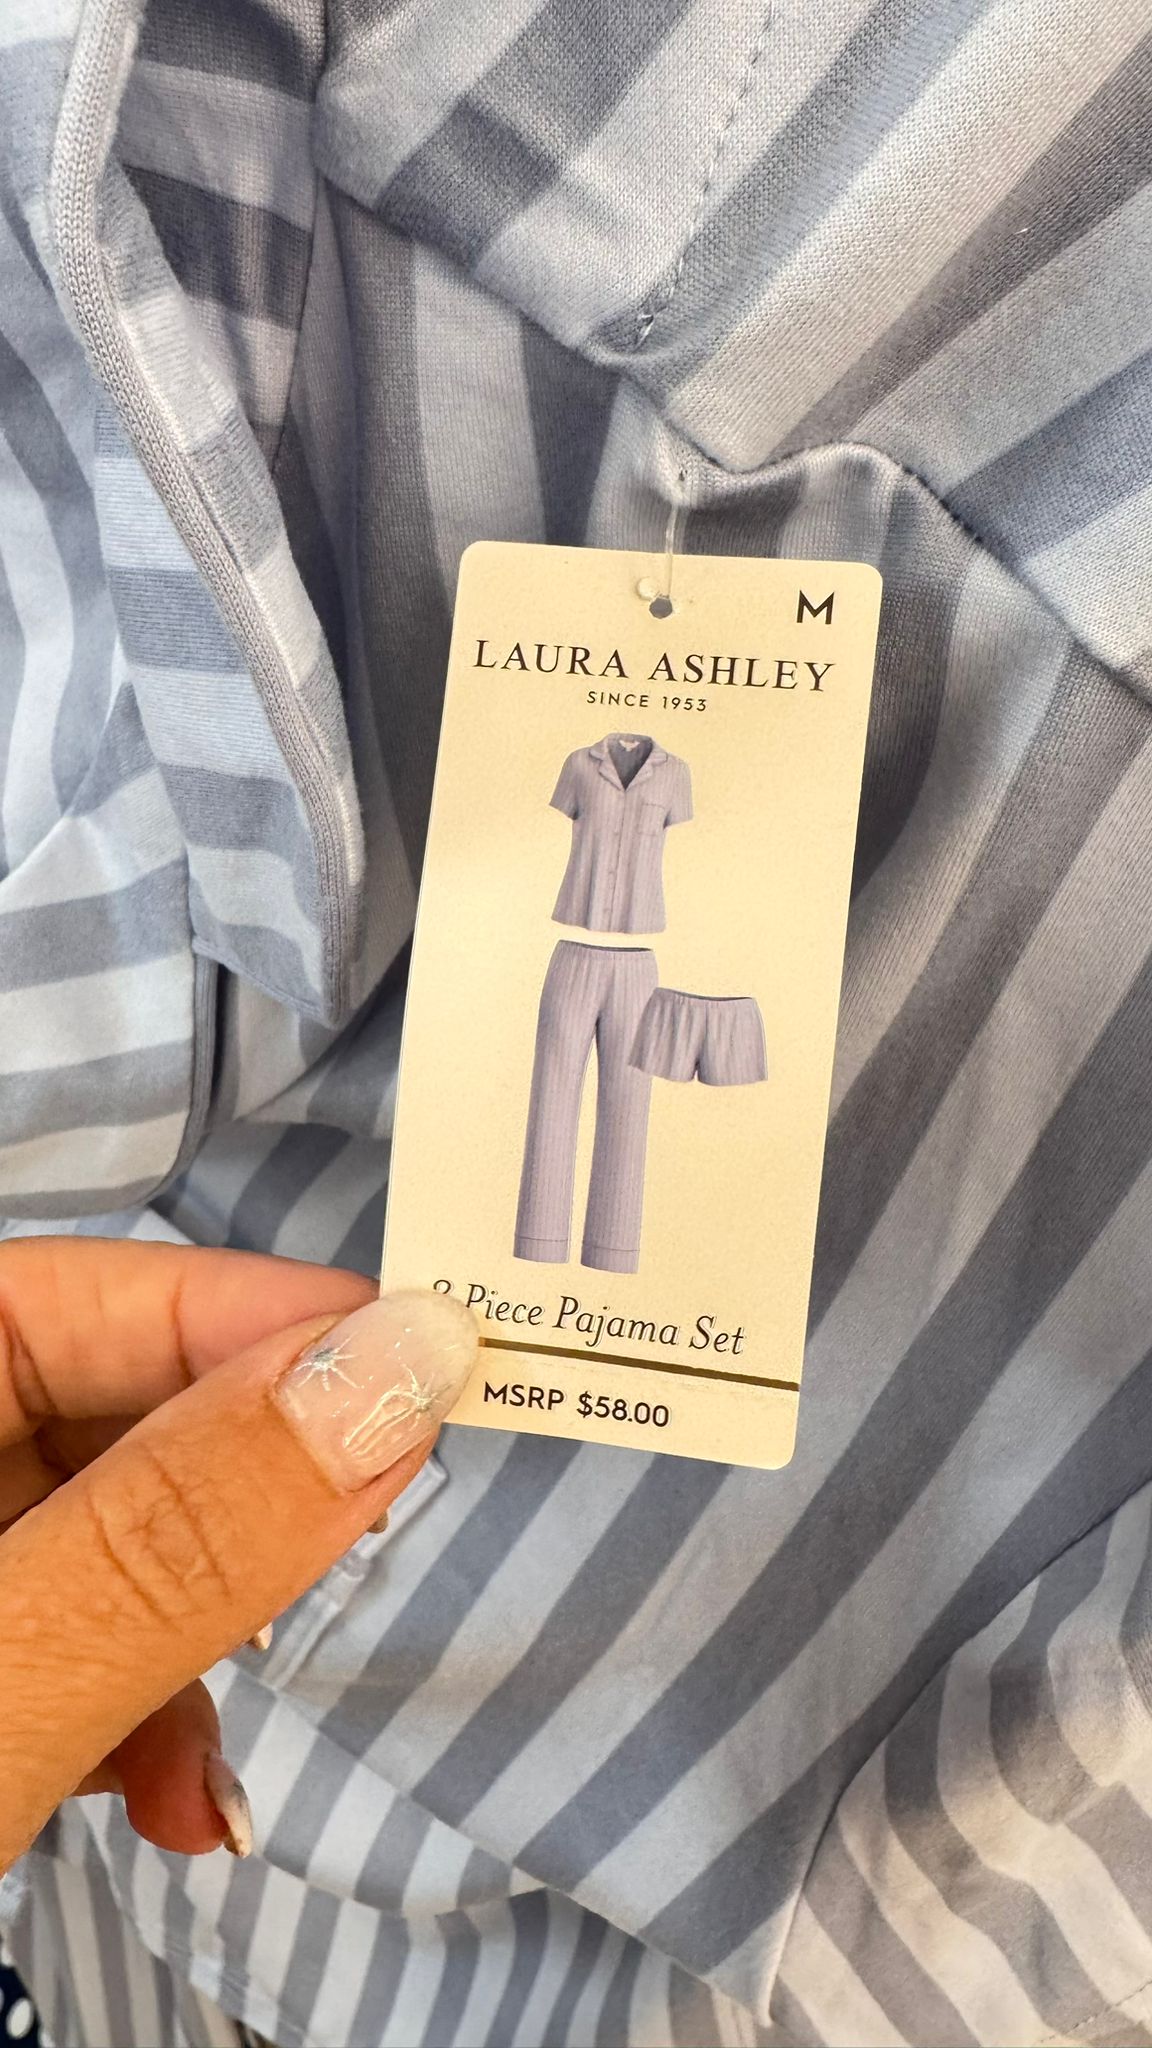 M
LAURA ASHLEY
SINCE 1953
Piece Pajama Set
MSRP $58.00